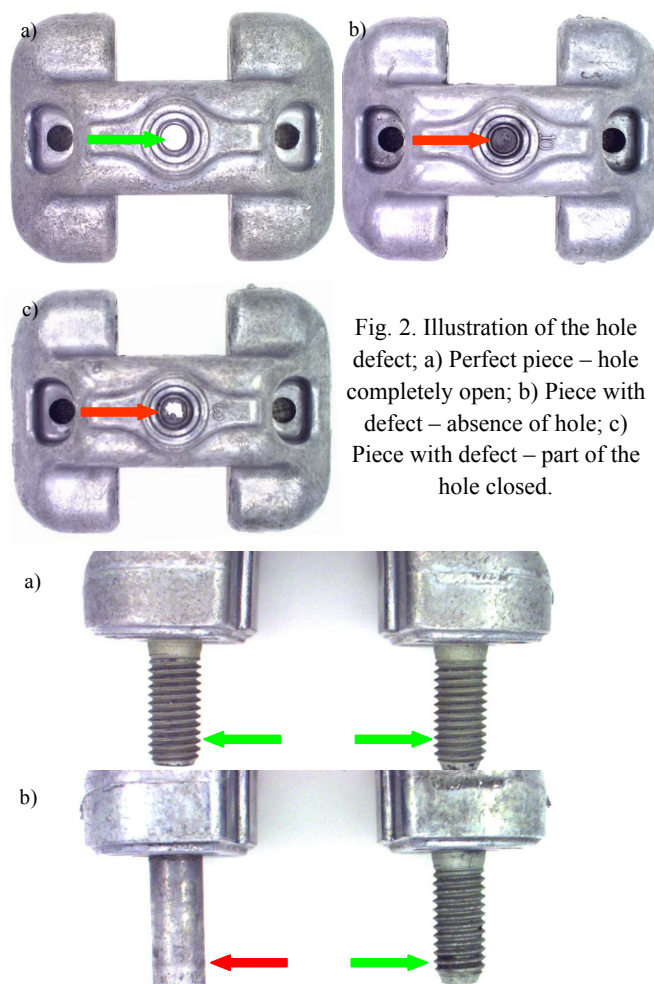 a)
b)
10
c)
3
Fig. 2. Illustration of the hole
defect; a) Perfect piece – hole
completely open; b) Piece with
defect – absence of hole; c)
Piece with defect – part of the
hole closed.
a)
b)